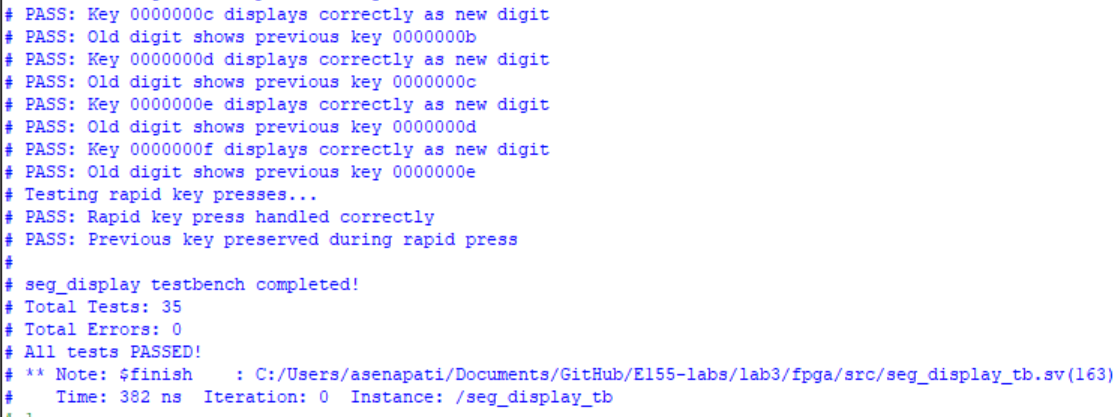 # PASS: Key 0000000c displays correctly as new digit
# PASS: Old digit shows previous key 0000000b
# PASS: Key 0000000d displays correctly as new digit
# PASS: Old digit shows previous key 0000000c
# PASS: Key 0000000e displays correctly as new digit
# PASS: Old digit shows previous key 0000000d
# PASS: Key 0000000f displays correctly as new digit
# PASS: Old digit shows previous key 0000000e
# Testing rapid key presses...
# PASS: Rapid key press handled correctly
# PASS: Previous key preserved during rapid press
#
# seg_display testbench completed!
# Total Tests: 35
# Total Errors: 0
# All tests PASSED!
# ** Note: $finish    : C:/Users/asenapati/Documents/GitHub/E155-labs/lab3/fpga/src/seg_display_tb.sv(163)
#    Time: 382 ns  Iteration: 0  Instance: /seg_display_tb